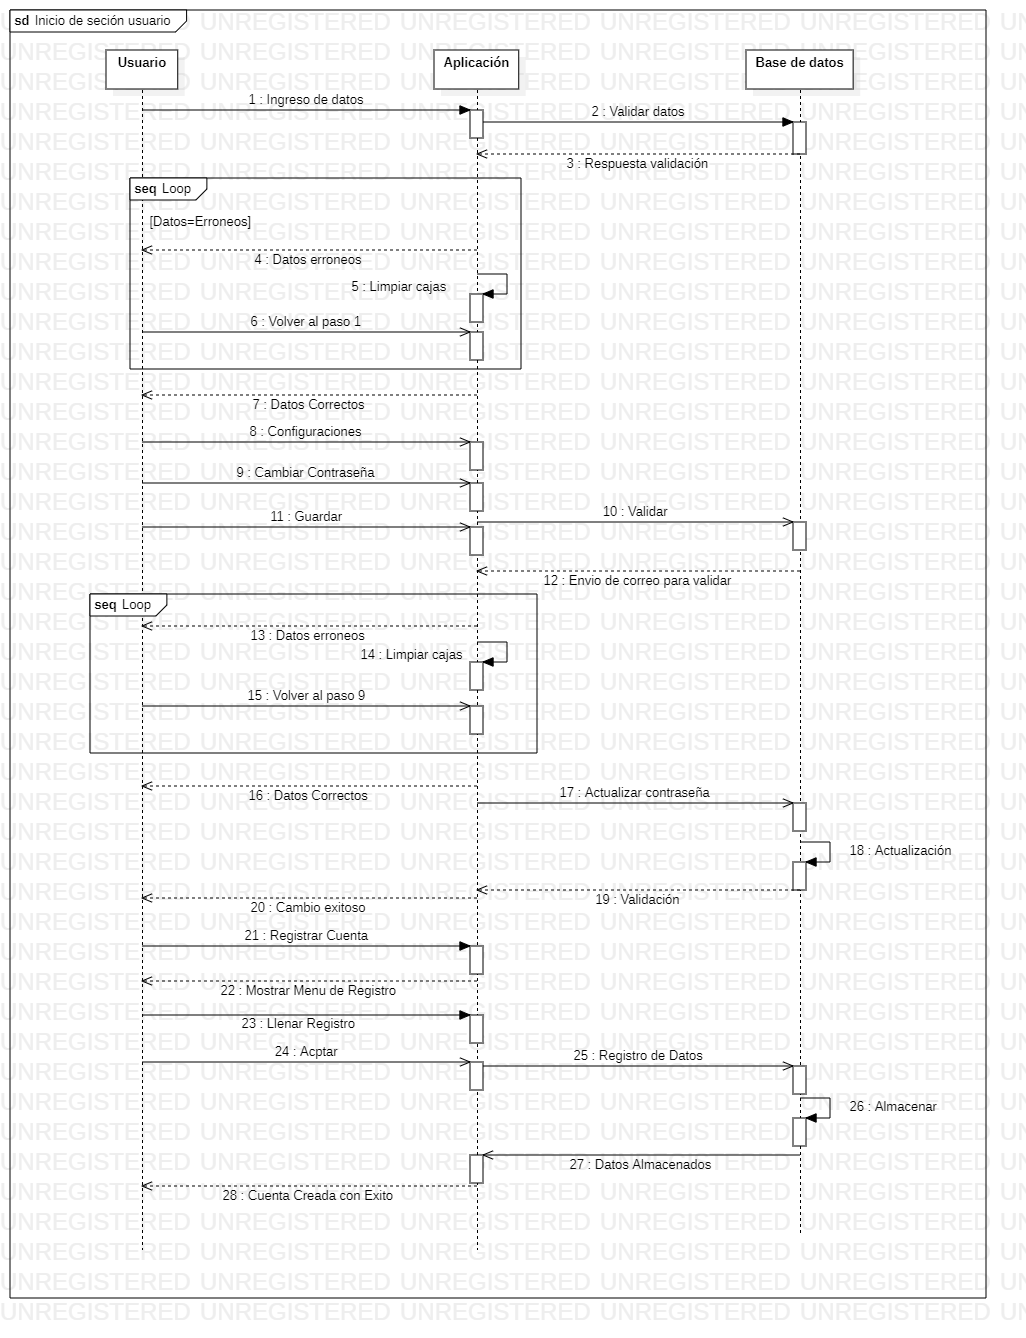 sd Inicio de seción usuario
Usuario
Aplicación
Base de datos
1 : Ingreso de datos
2 : Validar datos
3 : Respuesta validación
seq Loop
[Datos=Erroneos]
4 : Datos erroneos
5 : Limpiar cajas
6 : Volver al paso 1
7 : Datos Correctos
8 : Configuraciones
9 : Cambiar Contraseña
10 : Validar
11 : Guardar
12 : Envio de correo para validar
seq Loop
13 : Datos erroneos
14 : Limpiar cajas
15 : Volver al paso 9
16 : Datos Correctos
17 : Actualizar contraseña
18 : Actualización
19 : Validación
20 : Cambio exitoso
21 : Registrar Cuenta
22 : Mostrar Menu de Registro
23 : Llenar Registro
24 : Acptar
25 : Registro de Datos
26 : Almacenar
27 : Datos Almacenados
28 : Cuenta Creada con Exito
UNREGISTERED